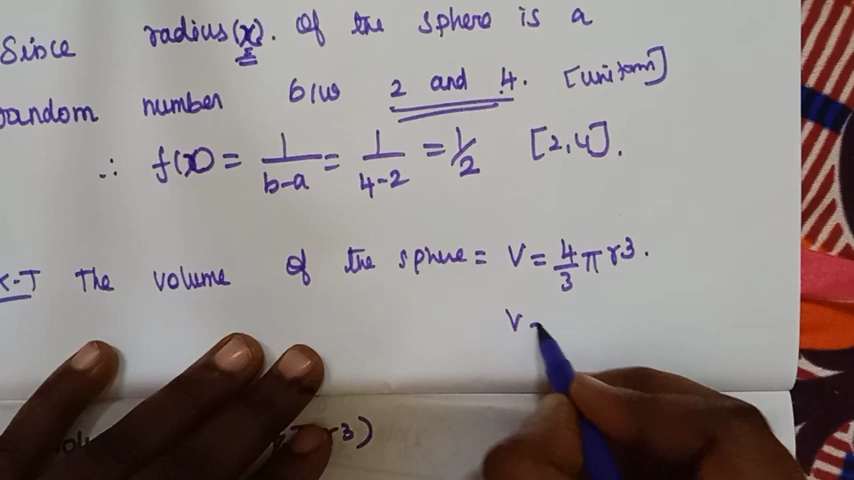 Since radius(x). of the sphere is a
random number b/w 2 and 4. [uniform]
∴ f(x) = 1/b-a = 1/4-2 = 1/2 [2,4].
K-T The volume of the sphere = V = 4/3 π r3.
V =
r3)